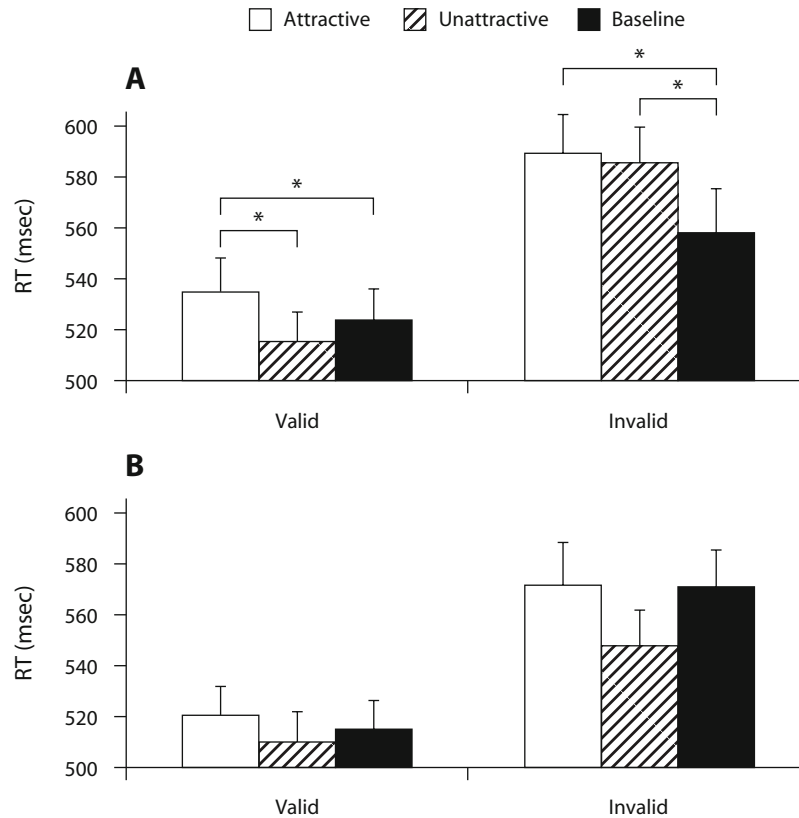 Attractive Unattractive Baseline
A
* *
* *
RT (msec)
600
580
560
540
520
500
Valid Invalid
B
RT (msec)
600
580
560
540
520
500
Valid Invalid